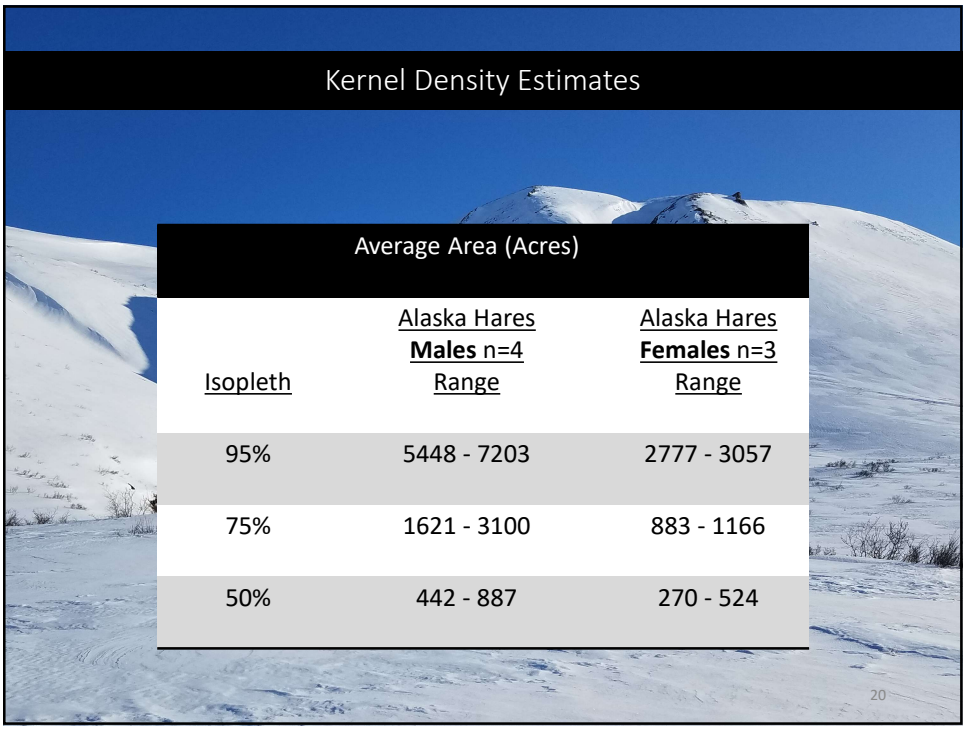 Kernel Density Estimates
Average Area (Acres)
Alaska Hares Alaska Hares
Males n=4 Females n=3
Isopleth Range Range
95% 5448 - 7203 2777 - 3057
75% 1621 - 3100 883 - 1166
50% 442 - 887 270 - 524
20